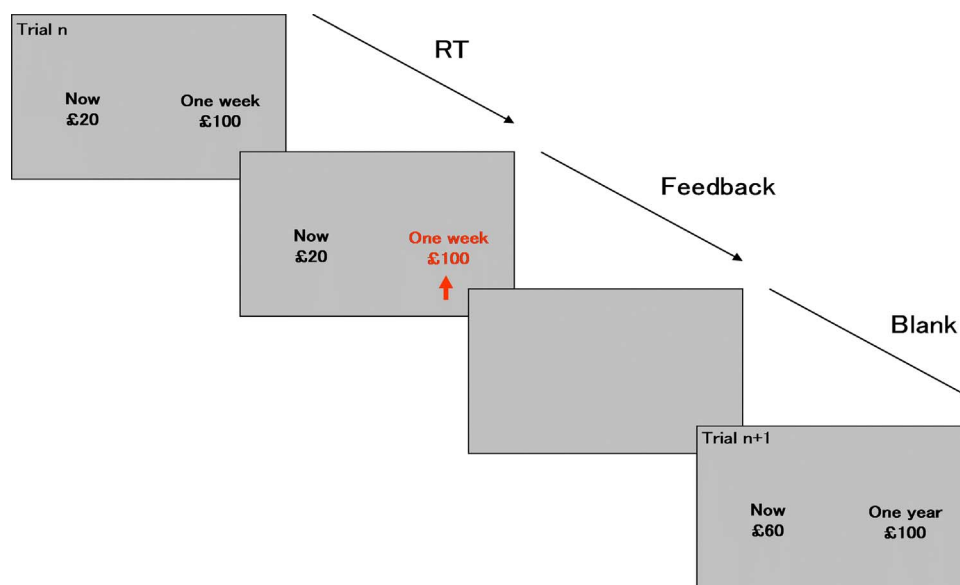 Trial n
Now
£20
One week
£100
RT
Now
£20
One week
£100
Feedback
Blank
Trial n+1
Now
£60
One year
£100